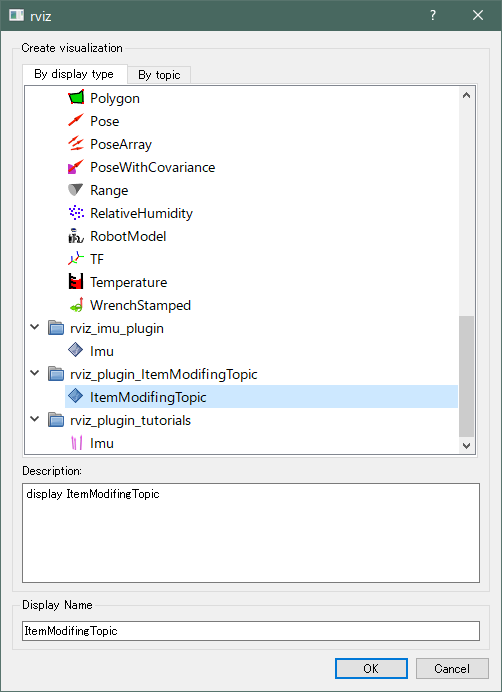 rviz
Create visualization
By display type
By topic
Polygon
Pose
PoseArray
PoseWithCovariance
Range
RelativeHumidity
RobotModel
TF
Temperature
WrenchStamped
rviz_imu_plugin
Imu
rviz_plugin_ItemModifingTopic
ItemModifingTopic
rviz_plugin_tutorials
Imu
Description:
display ItemModifingTopic
Display Name
ItemModifingTopic
OK
Cancel